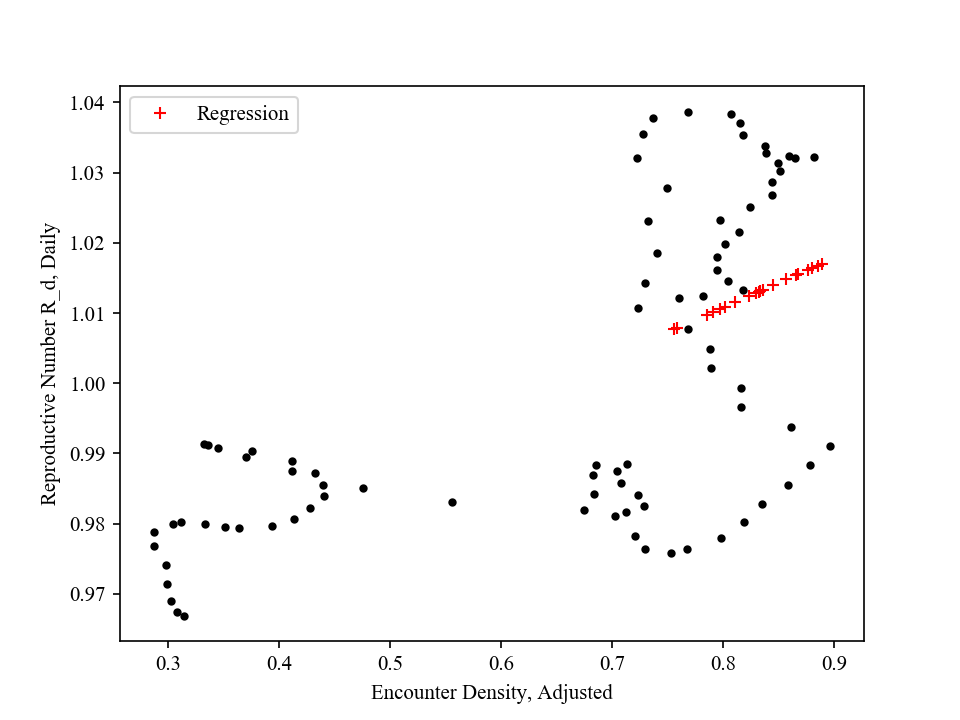 Regression
1.04
1.03
1.02
1.01
1.00
0.99
0.98
0.97
Reproductive Number R_d, Daily
0.3 0.4 0.5 0.6 0.7 0.8 0.9
Encounter Density, Adjusted